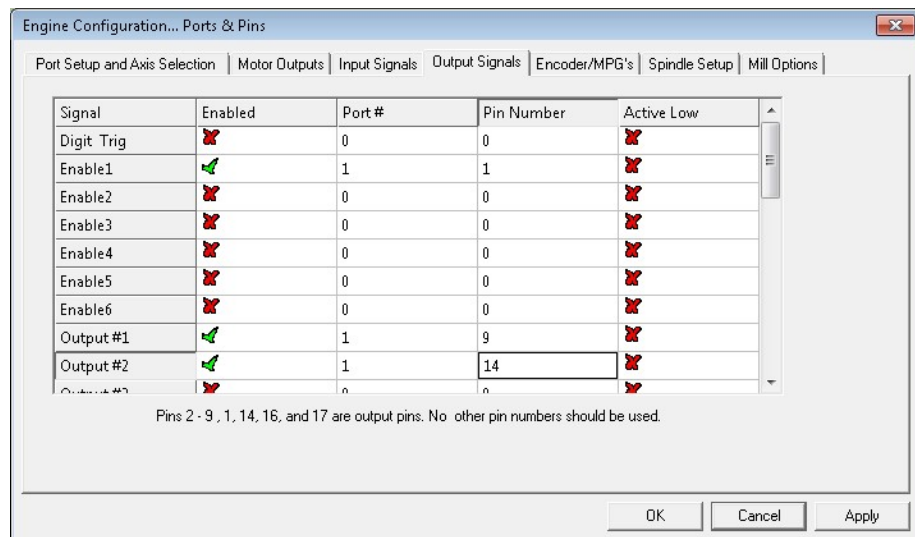 Engine Configuration... Ports & Pins
Port Setup and Axis Selection Motor Outputs Input Signals Output Signals Encoder/MPG's Spindle Setup Mill Options
Signal Enabled Port # Pin Number Active Low
Digit Trig 0 0
Enable1 1 1
Enable2 0 0
Enable3 0 0
Enable4 0 0
Enable5 0 0
Enable6 0 0
Output #1 1 9
Output #2 1 14
Output #3 0 0
Pins 2 - 9 , 1, 14, 16, and 17 are output pins. No other pin numbers should be used.
OK Cancel Apply